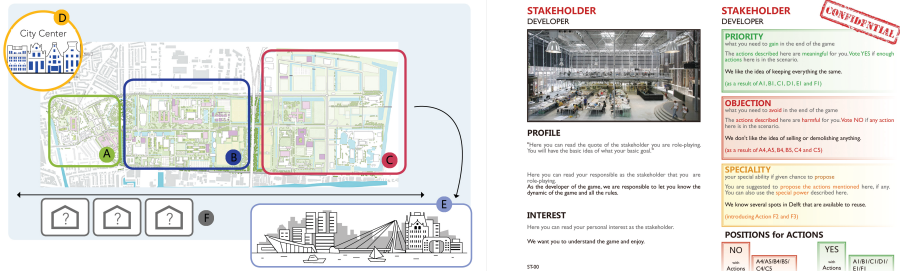 D
City Center
A
B
C
E
?
?
?
F
STAKEHOLDER
DEVELOPER
PROFILE
"Here you can read the quote of the stakeholder you are role-playing.
You will have the basic idea of what your basic goal."
Here you can read your responsible as the stakeholder that you are
role-playing.
As the developer of the game, we are responsible to let you know the
dynamic of the game and all the roles.
INTEREST
Here you can read your personal interest as the stakeholder.
We want you to understand the game and enjoy.
ST-00
STAKEHOLDER
DEVELOPER
CONFIDENTIAL
PRIORITY
what you need to gain in the end of the game
The actions described here are meaningful for you. Vote YES if enough
actions here is in the scenario.
We like the idea of keeping everything the same.
(as a result of A1, B1, C1, D1, E1 and F1)
OBJECTION
what you need to avoid in the end of the game
The actions described here are harmful for you. Vote NO if any action
here is in the scenario.
We don't like the idea of selling or demolishing anything.
(as a result of A4, A5, B4, B5, C4 and C5)
SPECIALITY
your special ability if given chance to propose
You are suggested to propose the actions mentioned here, if any.
You can also use the special power described here.
We know several spots in Delft that are available to reuse.
(introducing Action F2 and F3)
POSITIONS for ACTIONS
NO
with
Actions
A4/A5/B4/B5/
C4/C5
YES
with
Actions
A1/B1/C1/D1/
E1/F1